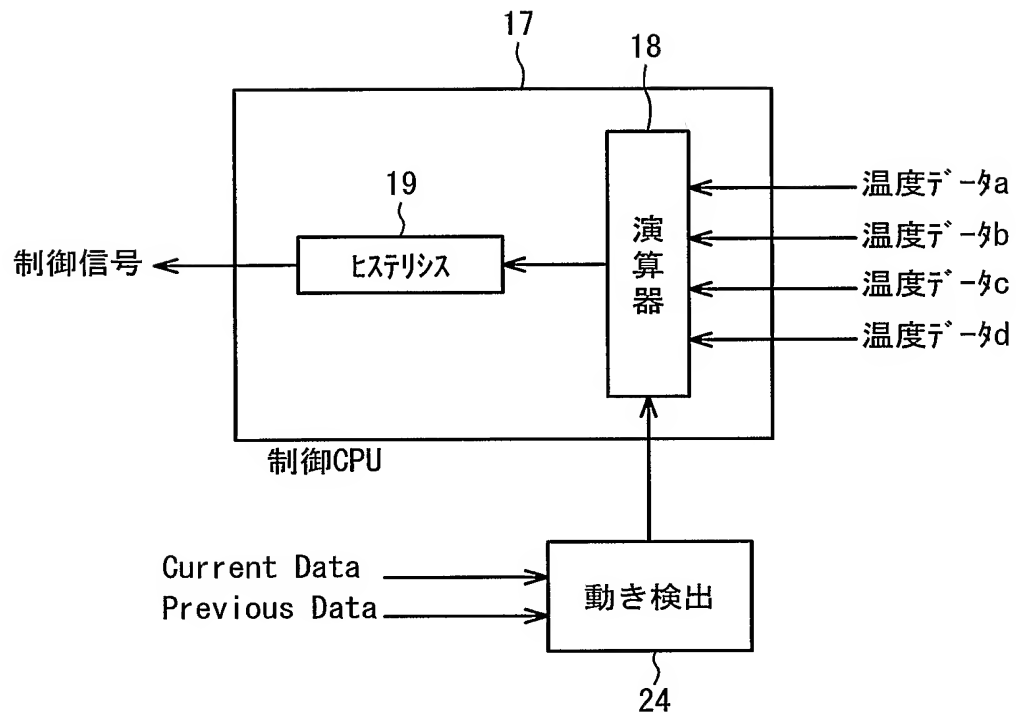 17
18
19
温度ﾃﾞｰﾀa
温度ﾃﾞｰﾀb
温度ﾃﾞｰﾀc
温度ﾃﾞｰﾀd
演算器
ﾋｽﾃﾘｼｽ
制御信号
制御CPU
Current Data
Previous Data
動き検出
24